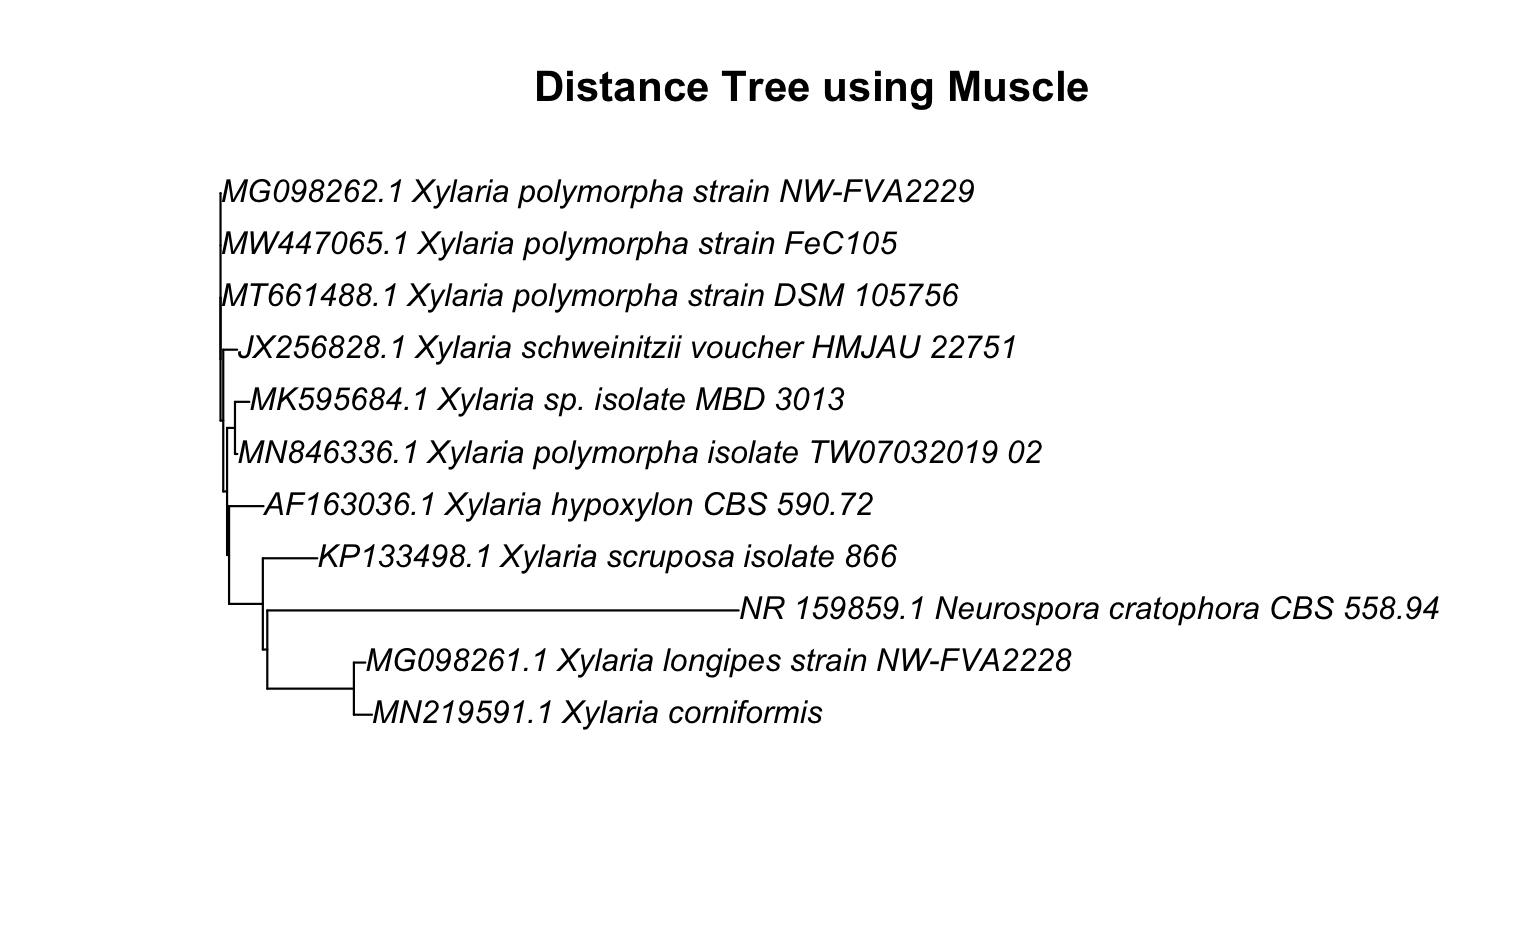 Distance Tree using Muscle
MG098262.1 Xylaria polymorpha strain NW-FVA2229
MW447065.1 Xylaria polymorpha strain FeC105
MT661488.1 Xylaria polymorpha strain DSM 105756
JX256828.1 Xylaria schweinitzii voucher HMJAU 22751
MK595684.1 Xylaria sp. isolate MBD 3013
MN846336.1 Xylaria polymorpha isolate TW07032019 02
AF163036.1 Xylaria hypoxylon CBS 590.72
KP133498.1 Xylaria scruposa isolate 866
NR 159859.1 Neurospora cratophora CBS 558.94
MG098261.1 Xylaria longipes strain NW-FVA2228
MN219591.1 Xylaria corniformis